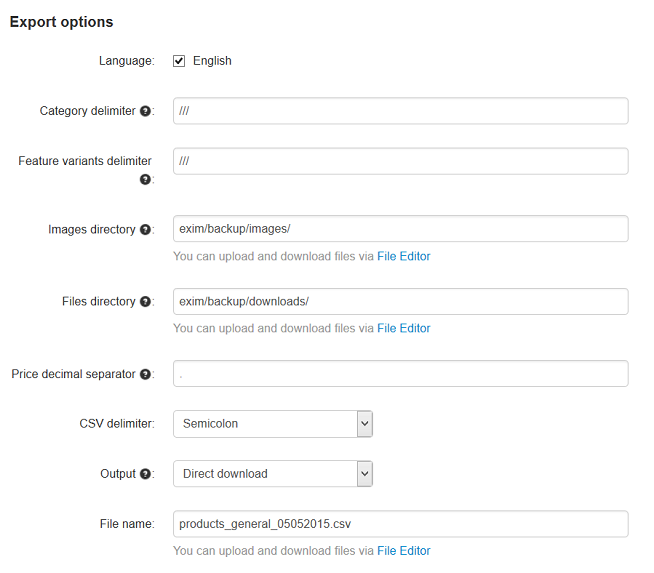 Export options
Language: English
Category delimiter ?: ///
Feature variants delimiter ///
?:
Images directory ?: exim/backup/images/
You can upload and download files via File Editor
Files directory ?: exim/backup/downloads/
You can upload and download files via File Editor
Price decimal separator ?: .
CSV delimiter: Semicolon
Output ?: Direct download
File name: products_general_05052015.csv
You can upload and download files via File Editor